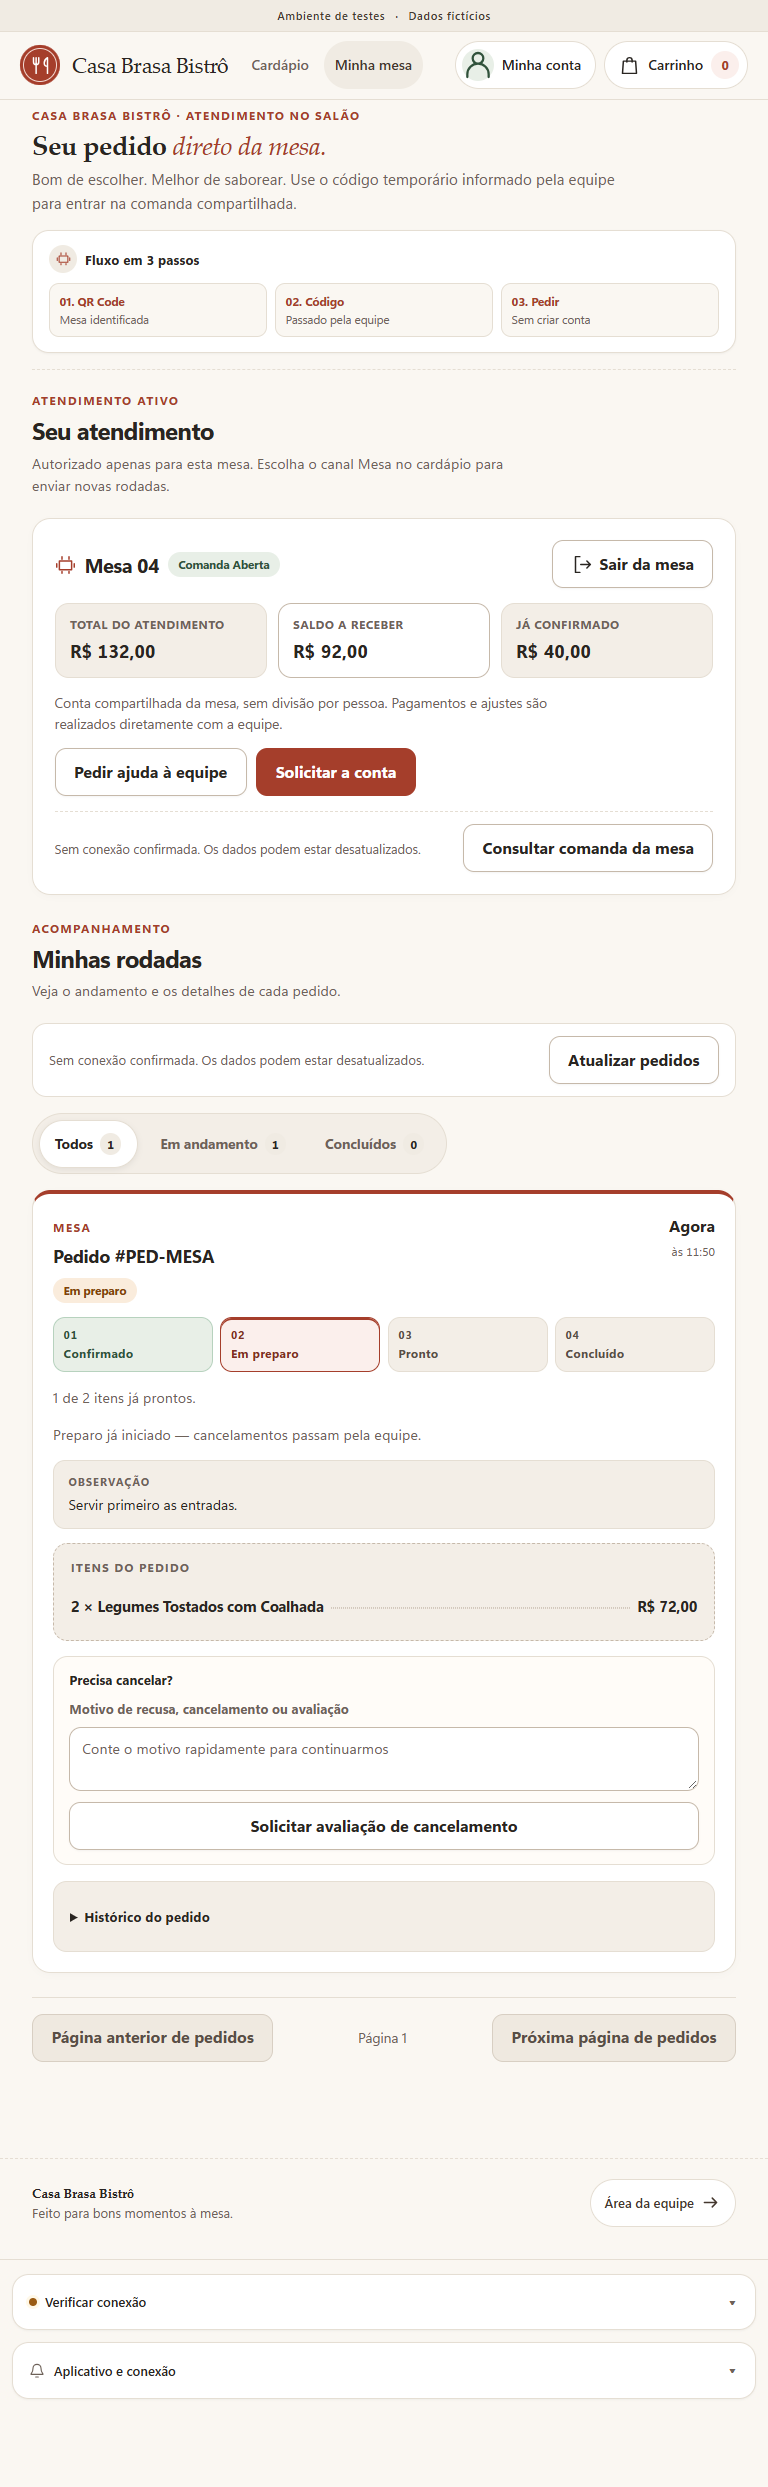 Ambiente de testes · Dados fictícios
Casa Brasa Bistrô
Cardápio
Minha mesa
Minha conta
Carrinho 0
CASA BRASA BISTRÔ · ATENDIMENTO NO SALÃO
Seu pedido direto da mesa.
Bom de escolher. Melhor de saborear. Use o código temporário informado pela equipe
para entrar na comanda compartilhada.
Fluxo em 3 passos
01. QR Code
Mesa identificada
02. Código
Passado pela equipe
03. Pedir
Sem criar conta
ATENDIMENTO ATIVO
Seu atendimento
Autorizado apenas para esta mesa. Escolha o canal Mesa no cardápio para
enviar novas rodadas.
Mesa 04
Comanda Aberta
Sair da mesa
TOTAL DO ATENDIMENTO
R$ 132,00
SALDO A RECEBER
R$ 92,00
JÁ CONFIRMADO
R$ 40,00
Conta compartilhada da mesa, sem divisão por pessoa. Pagamentos e ajustes são
realizados diretamente com a equipe.
Pedir ajuda à equipe
Solicitar a conta
Sem conexão confirmada. Os dados podem estar desatualizados.
Consultar comanda da mesa
ACOMPANHAMENTO
Minhas rodadas
Veja o andamento e os detalhes de cada pedido.
Sem conexão confirmada. Os dados podem estar desatualizados.
Atualizar pedidos
Todos 1
Em andamento 1
Concluídos 0
MESA
Pedido #PED-MESA
Agora
às 11:50
Em preparo
01
Confirmado
02
Em preparo
03
Pronto
04
Concluído
1 de 2 itens já prontos.
Preparo já iniciado — cancelamentos passam pela equipe.
OBSERVAÇÃO
Servir primeiro as entradas.
ITENS DO PEDIDO
2 × Legumes Tostados com Coalhada R$ 72,00
Precisa cancelar?
Motivo de recusa, cancelamento ou avaliação
Conte o motivo rapidamente para continuarmos
Solicitar avaliação de cancelamento
Histórico do pedido
Página anterior de pedidos
Página 1
Próxima página de pedidos
Casa Brasa Bistrô
Feito para bons momentos à mesa.
Área da equipe
Verificar conexão
Aplicativo e conexão